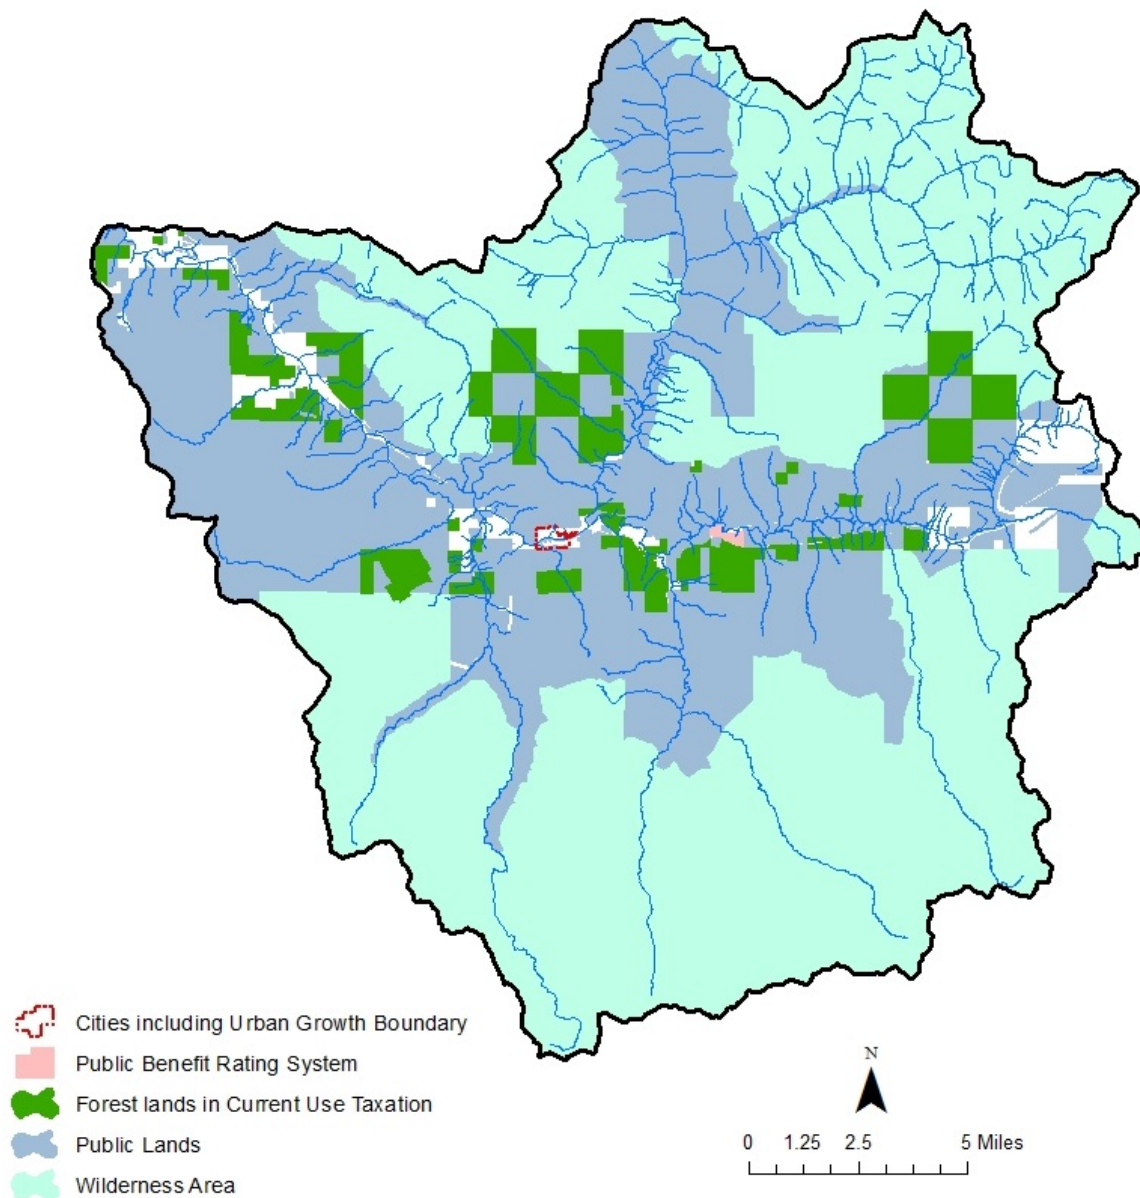 Cities including Urban Growth Boundary
Public Benefit Rating System
Forest lands in Current Use Taxation
Public Lands
Wilderness Area
N
0 1.25 2.5 5 Miles